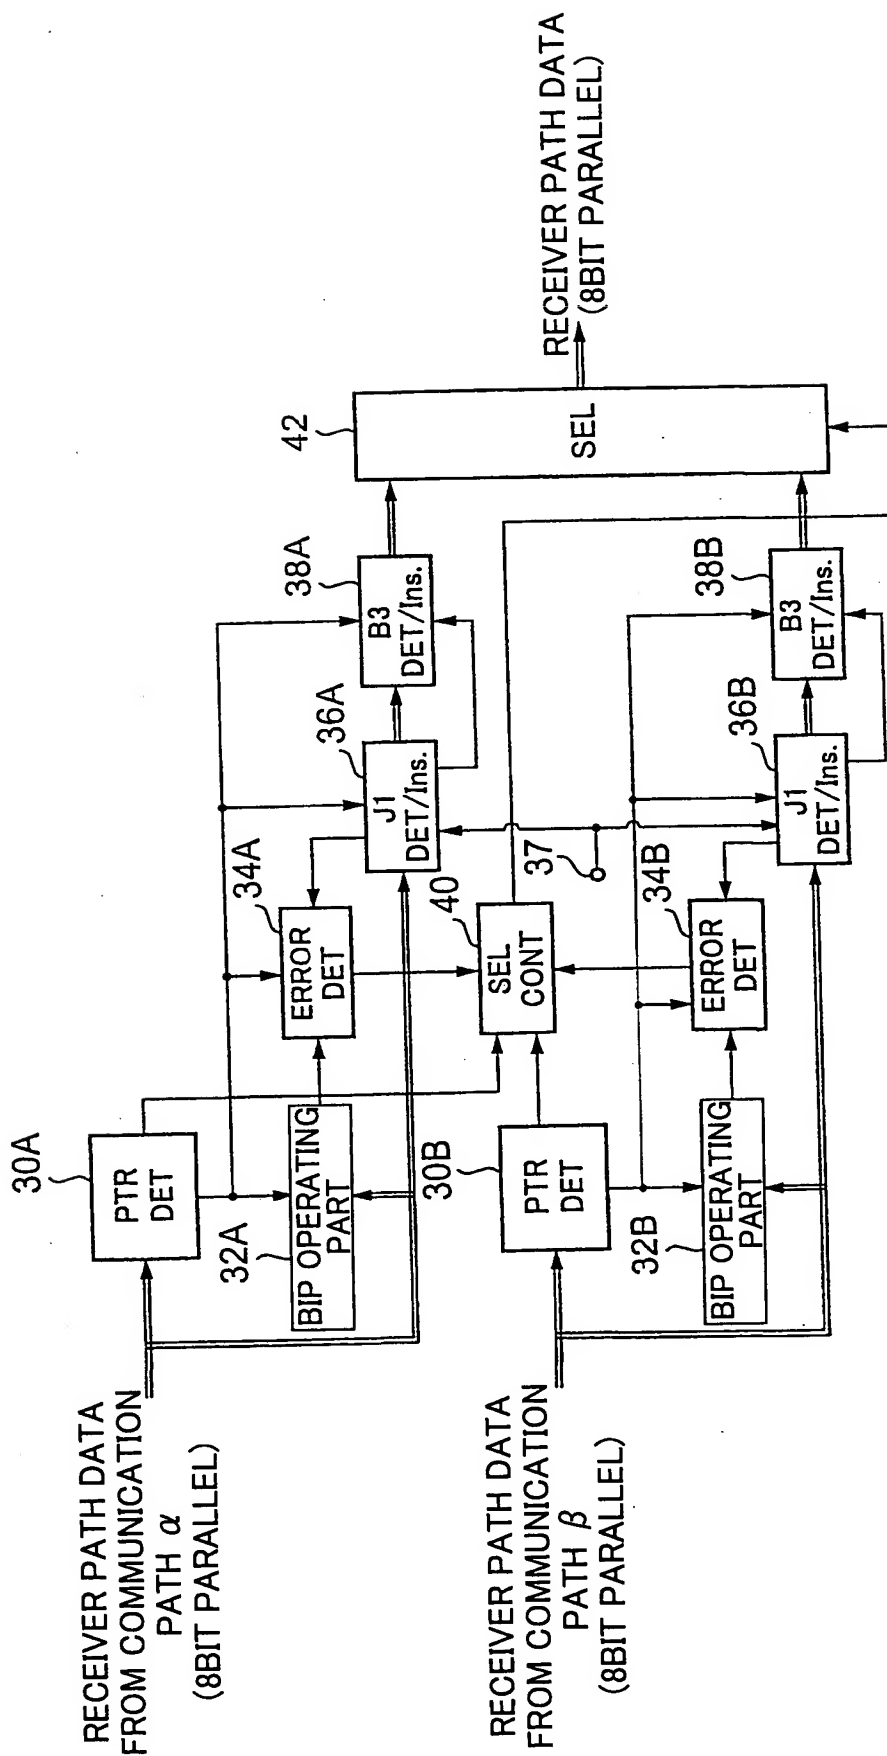 RECEIVER PATH DATA
FROM COMMUNICATION
PATH α
(8BIT PARALLEL)
30A
PTR
DET
32A
BIP OPERATING
PART
34A
ERROR
DET
36A
J1
DET/Ins.
38A
B3
DET/Ins.
42
SEL
RECEIVER PATH DATA
(8BIT PARALLEL)
40
SEL
CONT
37
RECEIVER PATH DATA
FROM COMMUNICATION
PATH β
(8BIT PARALLEL)
30B
PTR
DET
32B
BIP OPERATING
PART
34B
ERROR
DET
36B
J1
DET/Ins.
38B
B3
DET/Ins.